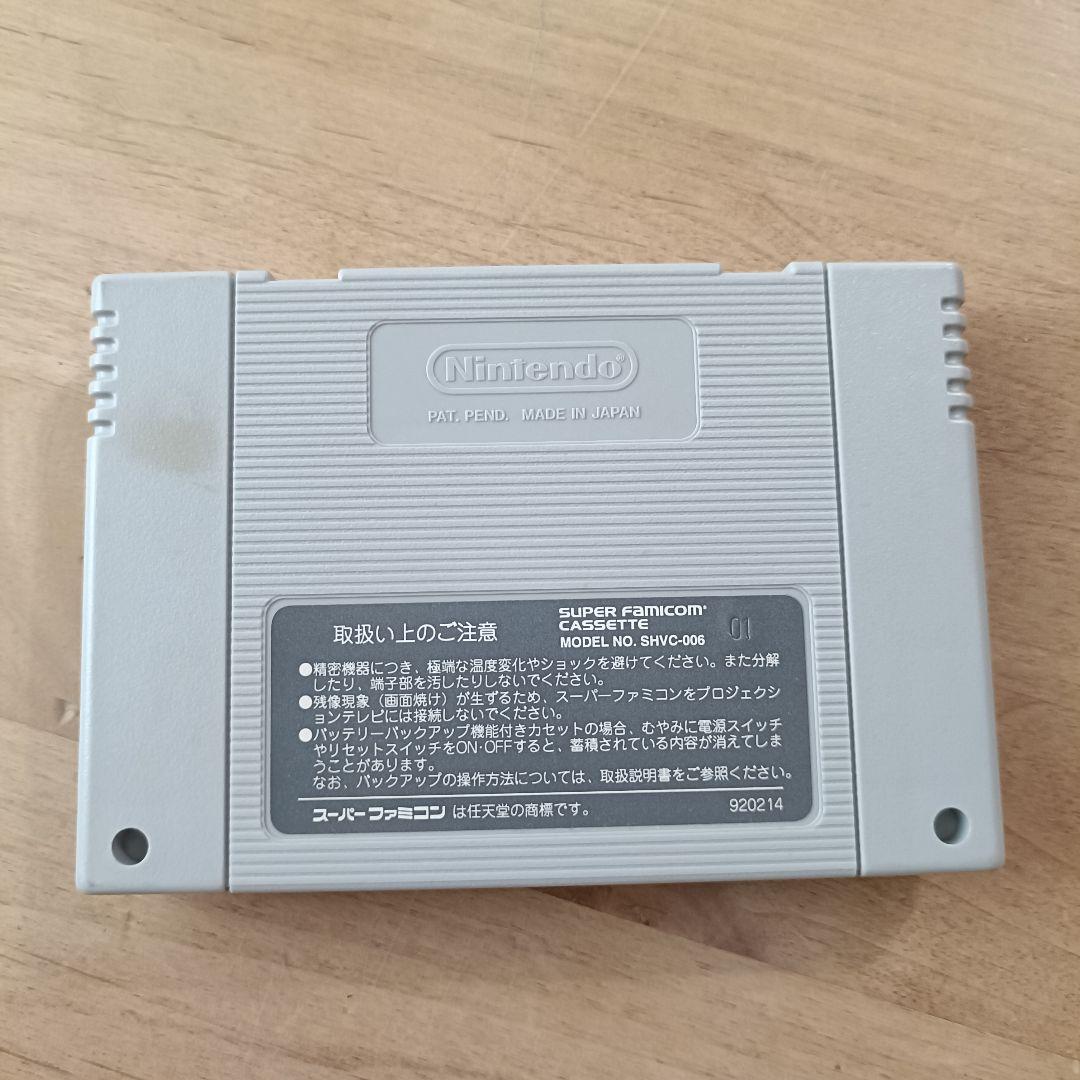 Nintendo®
PAT. PEND. MADE IN JAPAN
取扱い上のご注意
SUPER FAMICOM®
CASSETTE
MODEL NO. SHVC-006
01
●精密機器につき、極端な温度変化やショックを避けてください。また分解
したり、端子部を汚したりしないでください。
●残像現象（画面焼け）が生ずるため、スーパーファミコンをプロジェクシ
ョンテレビには接続しないでください。
●バッテリーバックアップ機能付きカセットの場合、むやみに電源スイッチ
やリセットスイッチをON·OFFすると、蓄積されている内容が消えてしま
うことがあります。
なお、バックアップの操作方法については、取扱説明書をご参照ください。
スーパーファミコン は任天堂の商標です。
920214